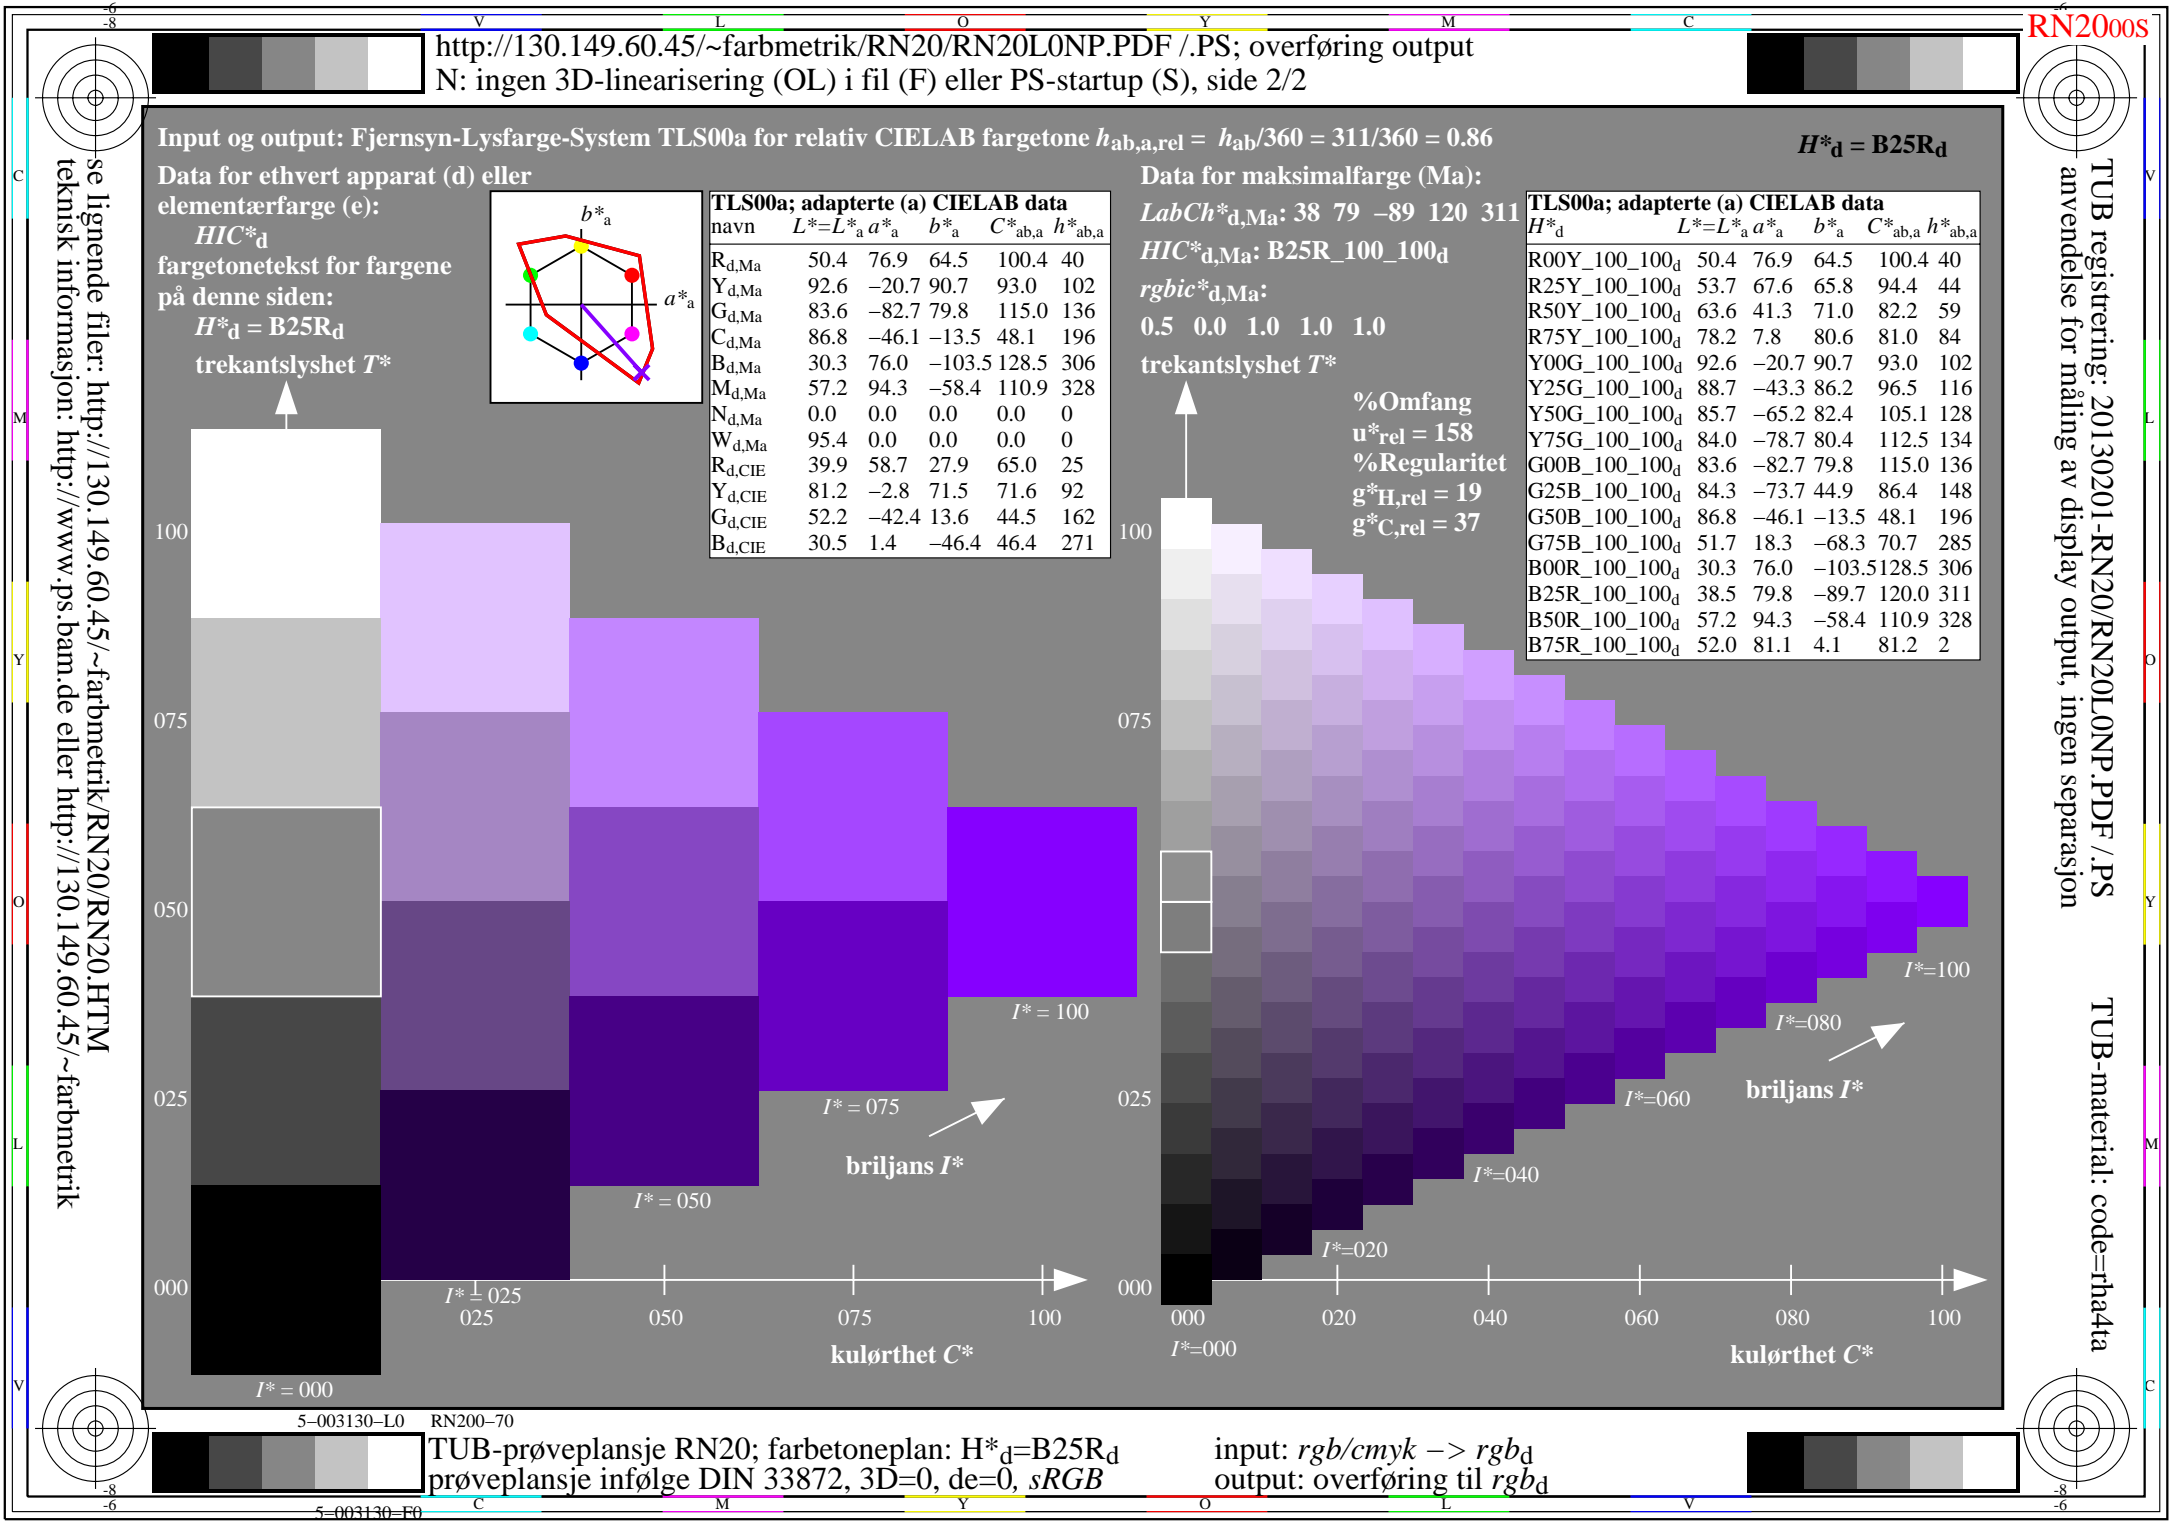 -6
-8
V L O Y M C
-6
RN2000S
http://130.149.60.45/~farbmetrik/RN20/RN20L0NP.PDF /.PS; overføring output
N: ingen 3D-linearisering (OL) i fil (F) eller PS-startup (S), side 2/2
Input og output: Fjernsyn-Lysfarge-System TLS00a for relativ CIELAB fargetone hab,a,rel = hab/360 = 311/360 = 0.86
H*d = B25Rd
Data for ethvert apparat (d) eller
elementærfarge (e):
HIC*d
fargetonetekst for fargene
på denne siden:
H*d = B25Rd
trekantslyshet T*
b*a
a*a
TLS00a; adapterte (a) CIELAB data
navn L*=L*a a*a b*a C*ab,a h*ab,a
Rd,Ma 50.4 76.9 64.5 100.4 40
Yd,Ma 92.6 −20.7 90.7 93.0 102
Gd,Ma 83.6 −82.7 79.8 115.0 136
Cd,Ma 86.8 −46.1 −13.5 48.1 196
Bd,Ma 30.3 76.0 −103.5 128.5 306
Md,Ma 57.2 94.3 −58.4 110.9 328
Nd,Ma 0.0 0.0 0.0 0.0 0
Wd,Ma 95.4 0.0 0.0 0.0 0
Rd,CIE 39.9 58.7 27.9 65.0 25
Yd,CIE 81.2 −2.8 71.5 71.6 92
Gd,CIE 52.2 −42.4 13.6 44.5 162
Bd,CIE 30.5 1.4 −46.4 46.4 271
100
075
050
025
000
I* = 100
I* = 075
I* = 050
I* = 025
I* = 000
briljans I*
025 050 075 100
kulørthet C*
Data for maksimalfarge (Ma):
LabCh*d,Ma: 38 79 −89 120 311
HIC*d,Ma: B25R_100_100d
rgbic*d,Ma:
0.5 0.0 1.0 1.0 1.0
trekantslyshet T*
%Omfang
u*rel = 158
%Regularitet
g*H,rel = 19
g*C,rel = 37
TLS00a; adapterte (a) CIELAB data
H*d L*=L*a a*a b*a C*ab,a h*ab,a
R00Y_100_100d 50.4 76.9 64.5 100.4 40
R25Y_100_100d 53.7 67.6 65.8 94.4 44
R50Y_100_100d 63.6 41.3 71.0 82.2 59
R75Y_100_100d 78.2 7.8 80.6 81.0 84
Y00G_100_100d 92.6 −20.7 90.7 93.0 102
Y25G_100_100d 88.7 −43.3 86.2 96.5 116
Y50G_100_100d 85.7 −65.2 82.4 105.1 128
Y75G_100_100d 84.0 −78.7 80.4 112.5 134
G00B_100_100d 83.6 −82.7 79.8 115.0 136
G25B_100_100d 84.3 −73.7 44.9 86.4 148
G50B_100_100d 86.8 −46.1 −13.5 48.1 196
G75B_100_100d 51.7 18.3 −68.3 70.7 285
B00R_100_100d 30.3 76.0 −103.5 128.5 306
B25R_100_100d 38.5 79.8 −89.7 120.0 311
B50R_100_100d 57.2 94.3 −58.4 110.9 328
B75R_100_100d 52.0 81.1 4.1 81.2 2
100
075
050
025
000
I*=100
I*=080
I*=060
I*=040
I*=020
I*=000
briljans I*
000 020 040 060 080 100
kulørthet C*
se lignende filer: http://130.149.60.45/~farbmetrik/RN20/RN20.HTM
teknisk informasjon: http://www.ps.bam.de eller http://130.149.60.45/~farbmetrik
TUB registrering: 20130201-RN20/RN20L0NP.PDF /.PS
anvendelse for måling av display output, ingen separasjon
TUB-material: code=rha4ta
C M Y O L V
V L O Y M C
5−003130−L0 RN200−70
TUB-prøveplansje RN20; farbetoneplan: H*d=B25Rd
prøveplansje infølge DIN 33872, 3D=0, de=0, sRGB
input: rgb/cmyk −> rgbd
output: overføring til rgbd
-8
-6
5−003130−F0
C M Y O L V
-8
-6